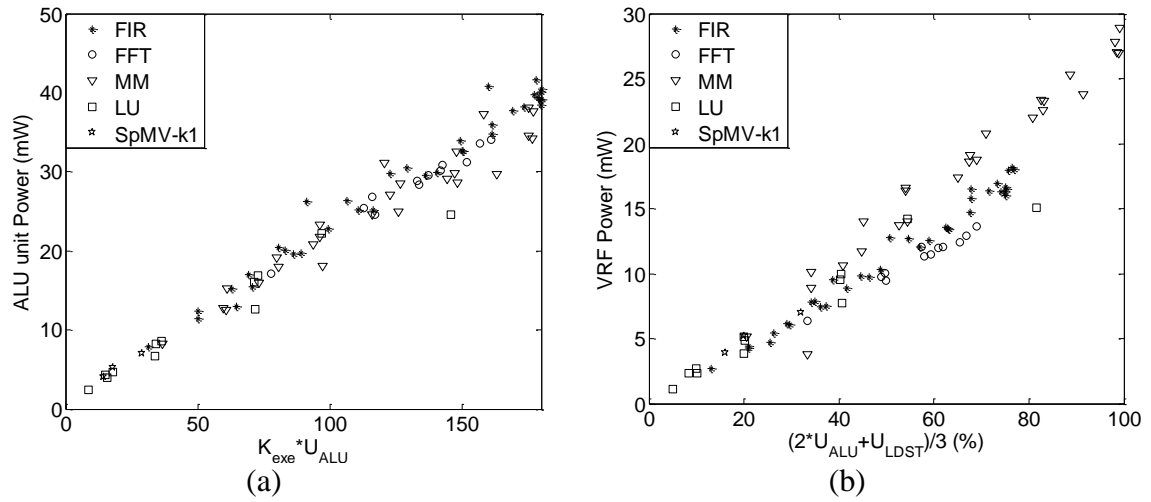 50
40
30
20
10
0
ALU unit Power (mW)
FIR
FFT
MM
LU
SpMV-k1
0 50 100 150
K_exe*U_ALU
(a)
30
25
20
15
10
5
0
VRF Power (mW)
FIR
FFT
MM
LU
SpMV-k1
0 20 40 60 80 100
(2*U_ALU+U_LDST)/3 (%)
(b)